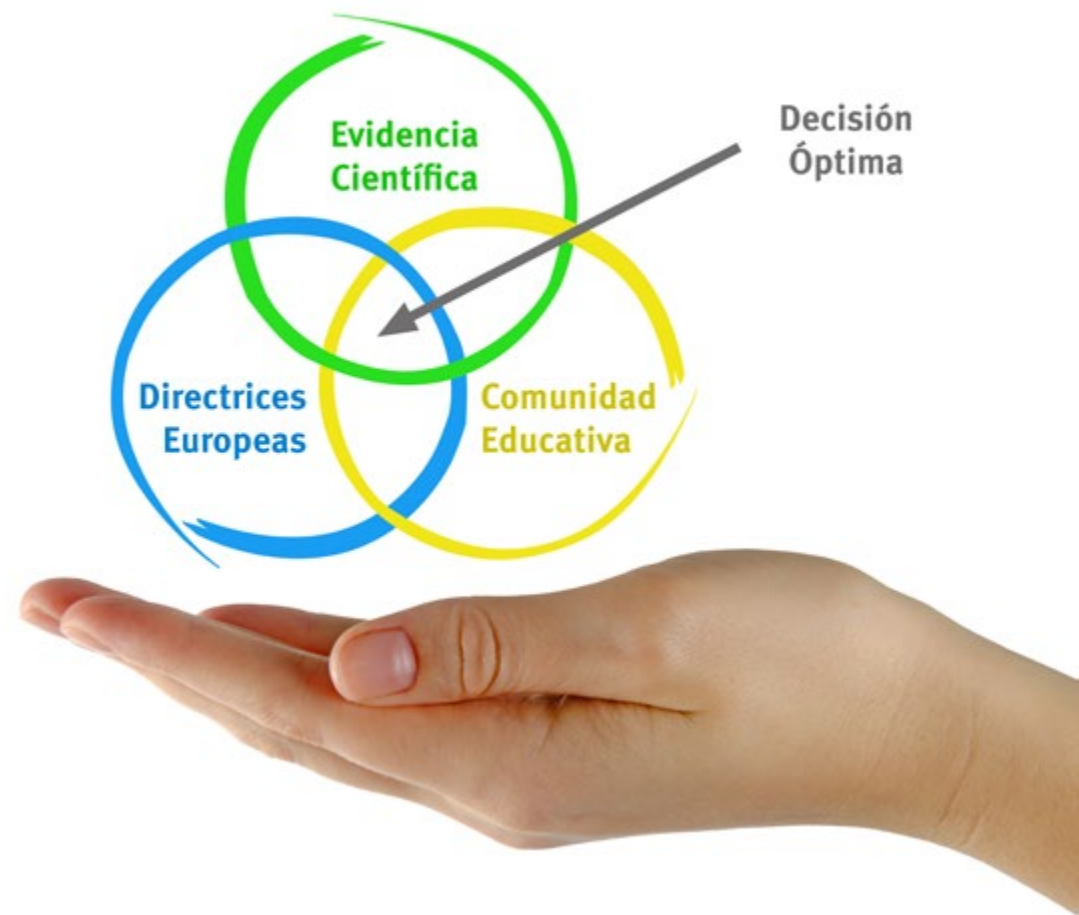 Evidencia
Científica
Decisión
Óptima
Directrices
Europeas
Comunidad
Educativa